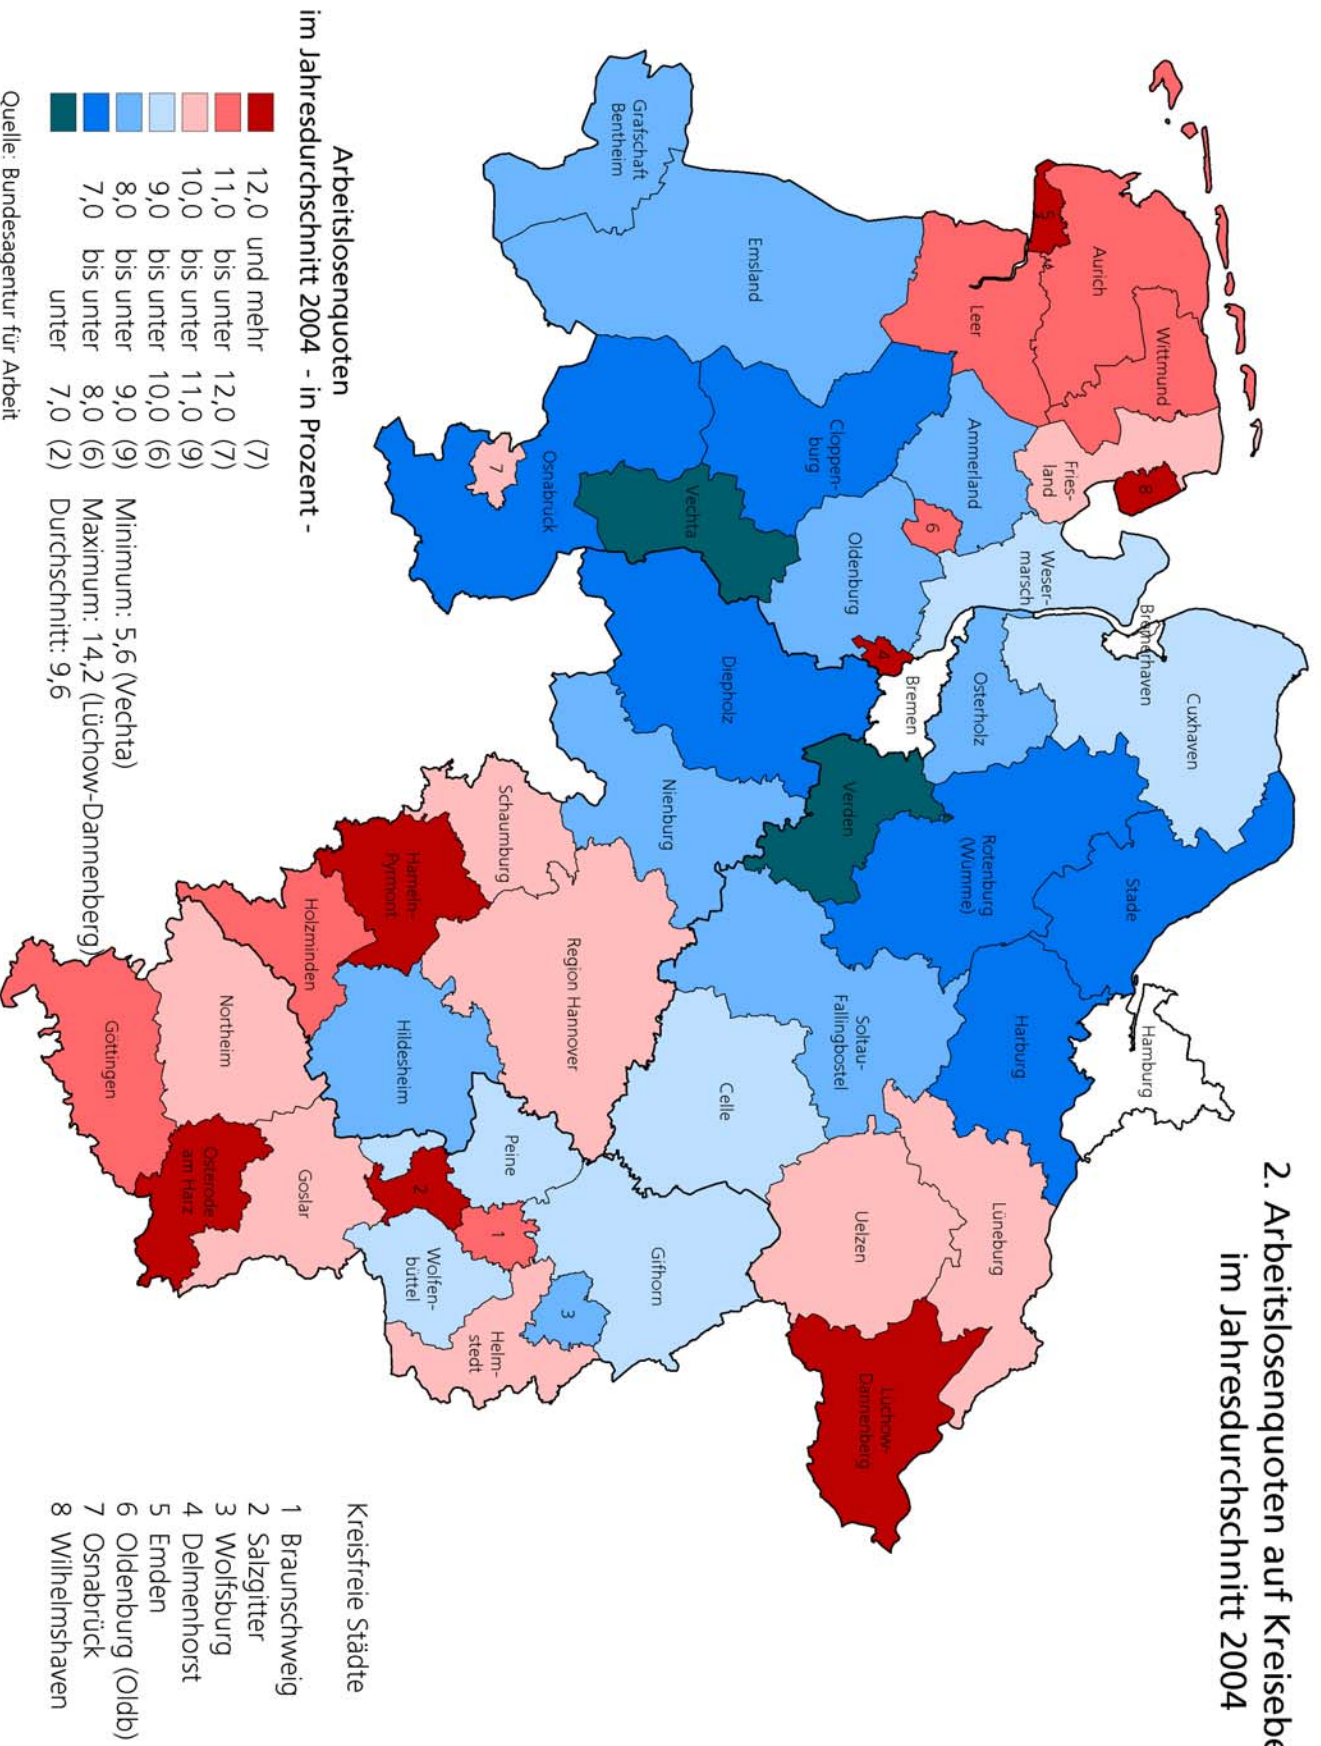 2. Arbeitslosenquoten auf Kreisebe
im Jahresdurchschnitt 2004
Wittmund
Aurich
5
Leer
Fries-
land
8
Ammerland
6
Weser-
marsch
Bremerhaven
Cuxhaven
Osterholz
Stade
Hamburg
Rotenburg
(Wümme)
Harburg
Lüneburg
Emsland
Grafschaft
Bentheim
Cloppen-
burg
Oldenburg
4
Bremen
Verden
Soltau-
Fallingbostel
Uelzen
Lüchow-
Dannenberg
Vechta
Diepholz
Nienburg
Celle
Gifhorn
Osnabrück
7
Schaumburg
Region Hannover
Peine
1
3
Helm-
stedt
Hameln-
Pyrmont
Hildesheim
2
Wolfen-
büttel
Holzminden
Northeim
Goslar
Göttingen
Osterode
am Harz
Arbeitslosenquoten
im Jahresdurchschnitt 2004 - in Prozent -
12,0 und mehr (7)
11,0 bis unter 12,0 (7)
10,0 bis unter 11,0 (9)
9,0 bis unter 10,0 (6)
8,0 bis unter 9,0 (9)
7,0 bis unter 8,0 (6)
unter 7,0 (2)
Minimum: 5,6 (Vechta)
Maximum: 14,2 (Lüchow-Dannenberg)
Durchschnitt: 9,6
Quelle: Bundesagentur für Arbeit
Kreisfreie Städte
1 Braunschweig
2 Salzgitter
3 Wolfsburg
4 Delmenhorst
5 Emden
6 Oldenburg (Oldb)
7 Osnabrück
8 Wilhelmshaven